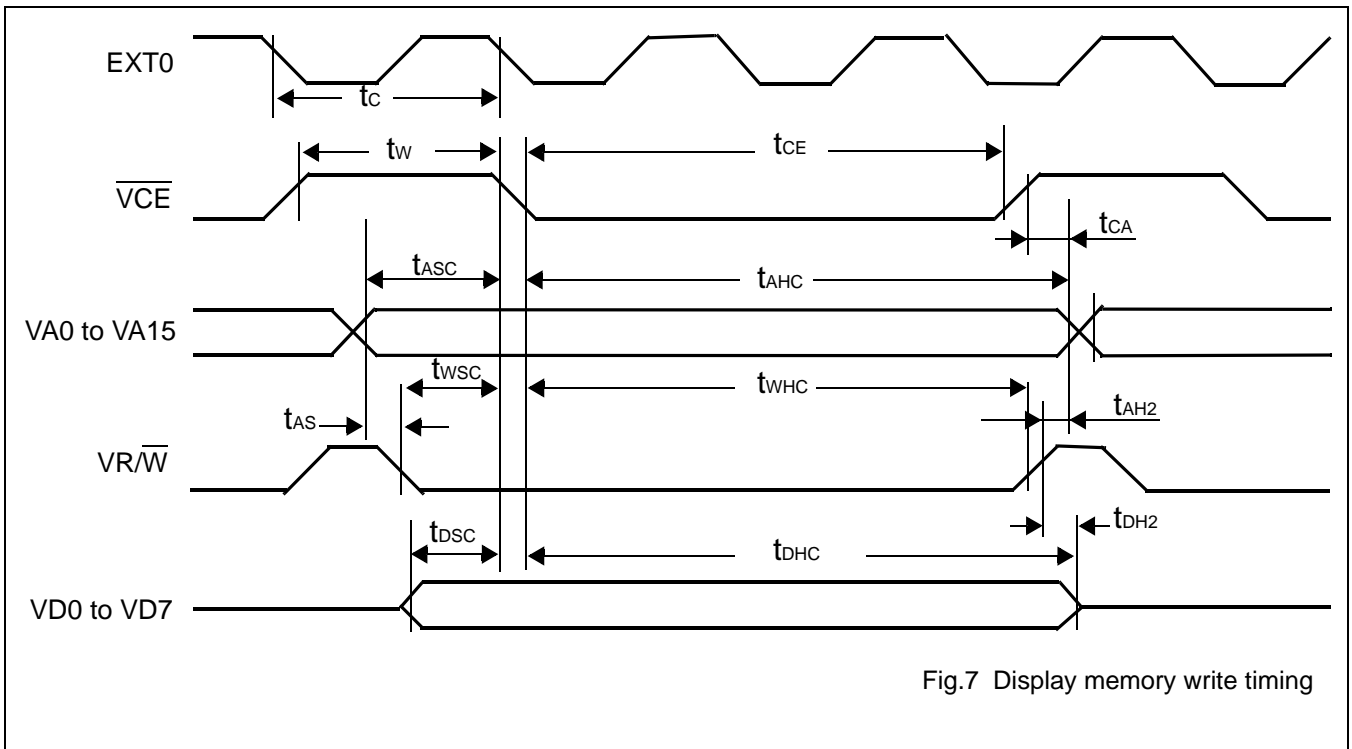 EXT0
tC
tW
tCE
VCE
tCA
tASC
tAHC
VA0 to VA15
tWSC
tWHC
tAS
tAH2
VR/W
tDSC
tDHC
tDH2
VD0 to VD7
Fig.7 Display memory write timing